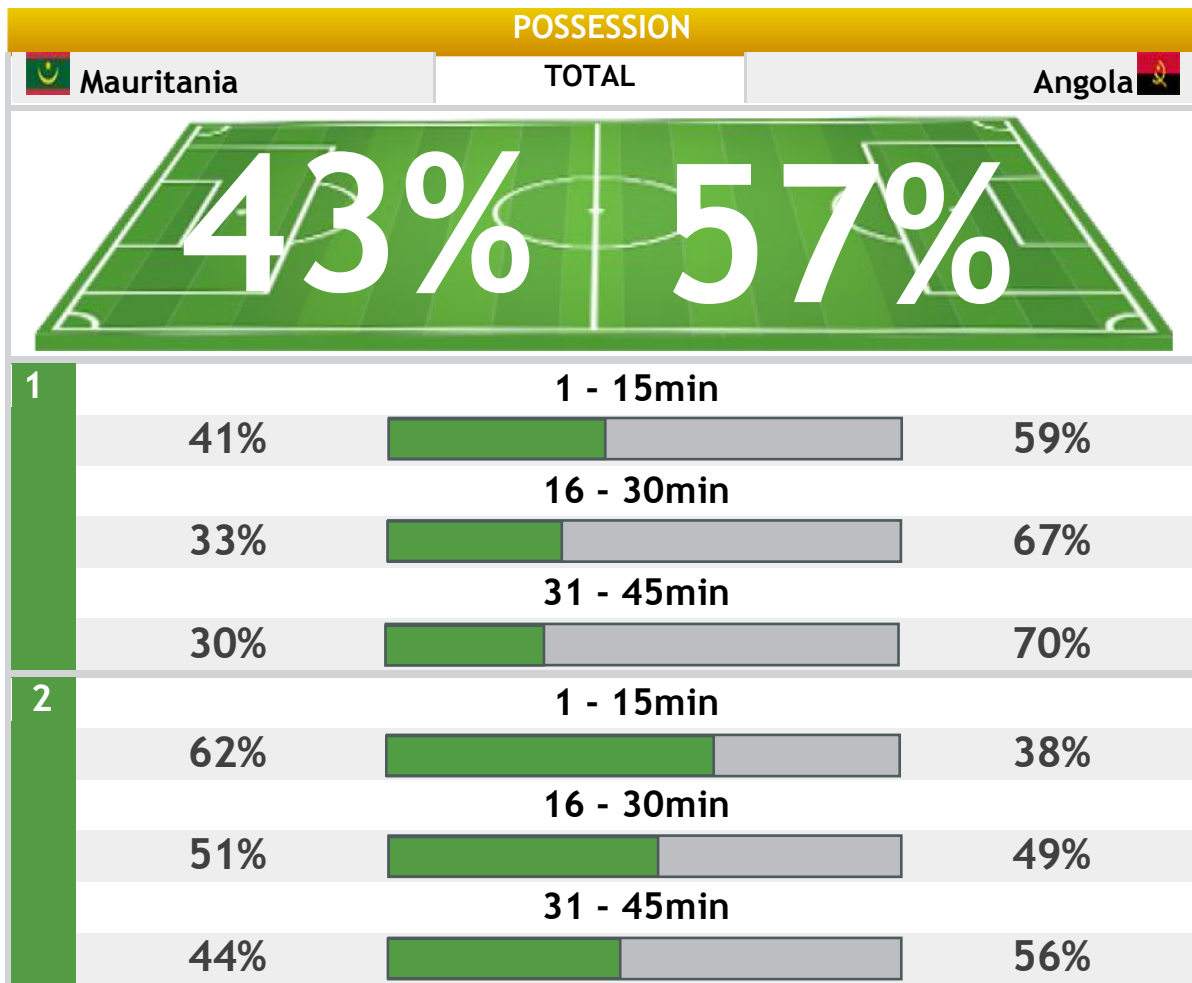 POSSESSION
Mauritania TOTAL Angola
43% 57%
1 1 - 15min
41% 59%
16 - 30min
33% 67%
31 - 45min
30% 70%
2 1 - 15min
62% 38%
16 - 30min
51% 49%
31 - 45min
44% 56%